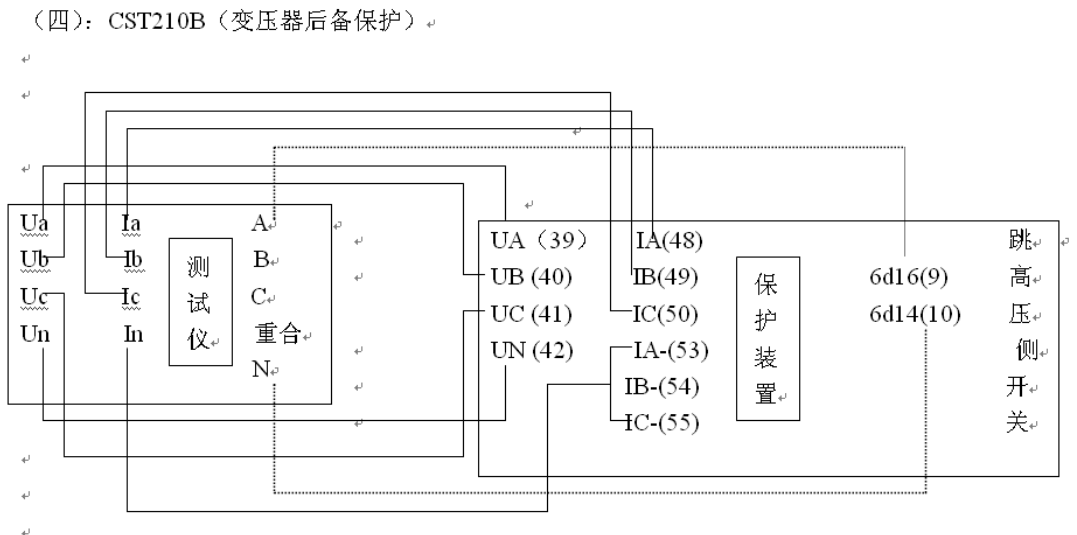 （四）：CST210B（变压器后备保护）
Ua
Ub
Uc
Un
Ia
Ib
Ic
In
测
试
仪
A
B
C
重合
N
UA（39）
UB (40)
UC (41)
UN (42)
IA(48)
IB(49)
IC(50)
IA-(53)
IB-(54)
IC-(55)
保
护
装
置
6d16(9)
6d14(10)
跳
高
压
侧
开
关